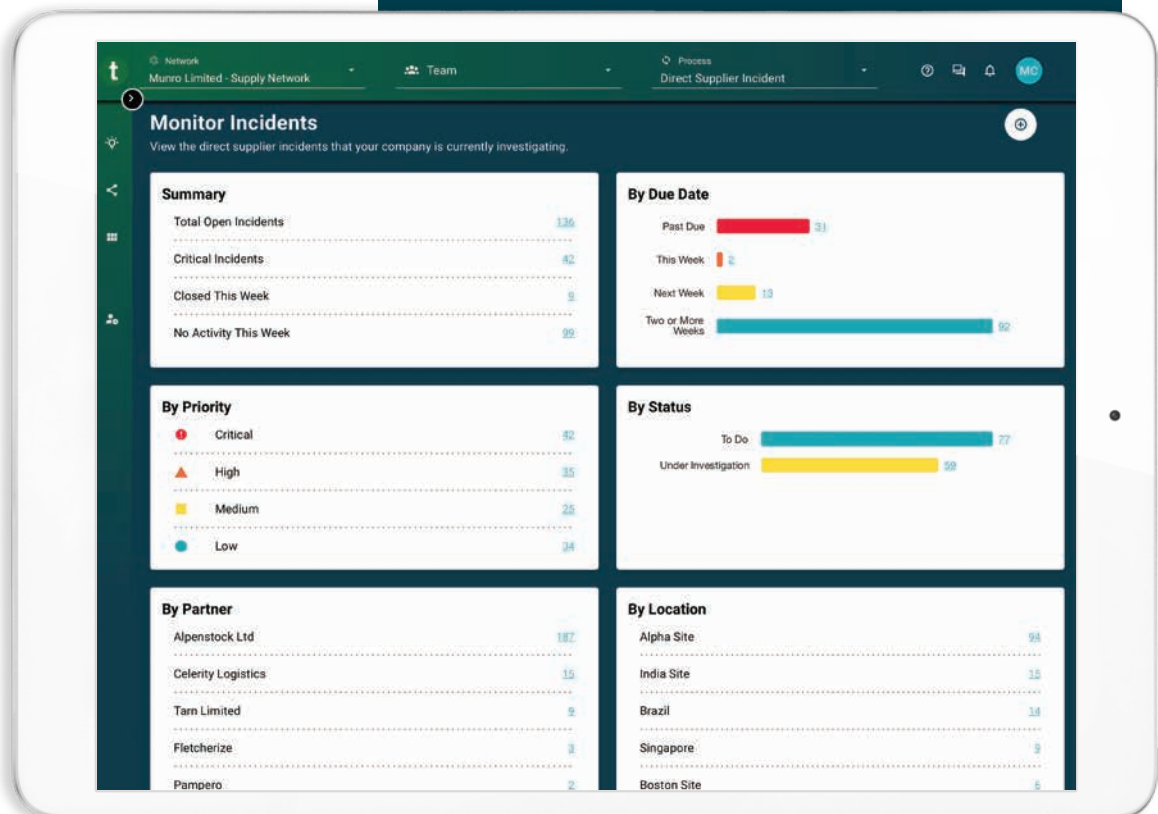 t
Network
Munro Limited - Supply Network
Team
Process
Direct Supplier Incident
MC
Monitor Incidents
View the direct supplier incidents that your company is currently investigating.
Summary
Total Open Incidents 136
Critical Incidents 42
Closed This Week 9
No Activity This Week 99
By Due Date
Past Due 31
This Week 2
Next Week 13
Two or More
Weeks 92
By Priority
Critical 42
High 35
Medium 25
Low 34
By Status
To Do 77
Under Investigation 59
By Partner
Alpenstock Ltd 187
Celerity Logistics 15
Tarn Limited 9
Fletcherize 3
Pampero 2
By Location
Alpha Site 94
India Site 15
Brazil 14
Singapore 9
Boston Site